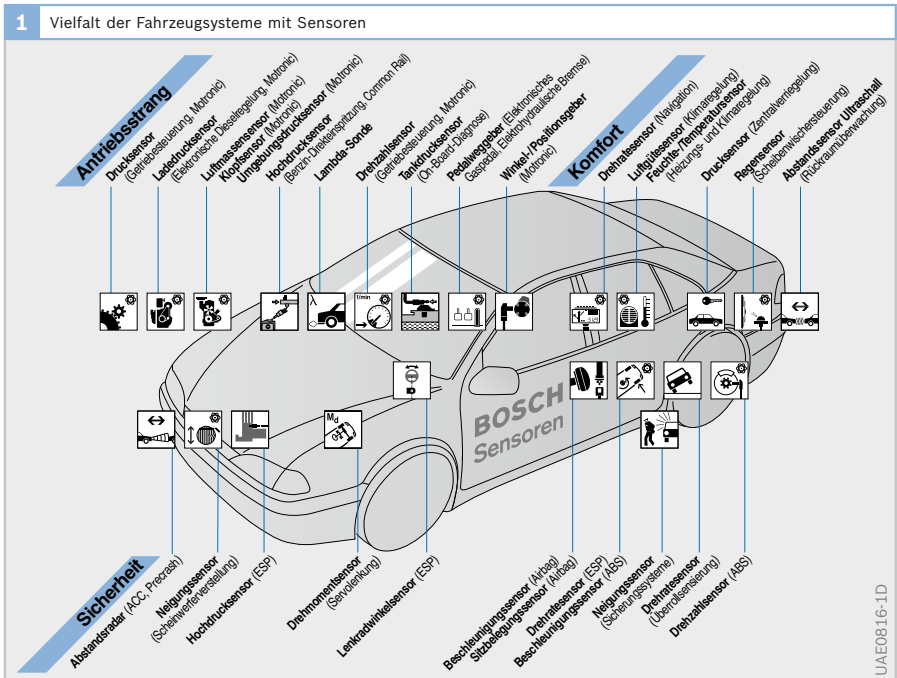 1 Vielfalt der Fahrzeugsysteme mit Sensoren
Antriebsstrang
Drucksensor
(Getriebesteuerung, Motronic)
Ladedrucksensor
(Elektronische Dieselregelung, Motronic)
Luftmassensensor (Motronic)
Klopfsensor (Motronic)
Umgebungsdrucksensor (Motronic)
Hochdrucksensor
(Benzin-Direkteinspritzung, Common Rail)
Lambda-Sonde
Drehzahlsensor
(Getriebesteuerung, Motronic)
Tankdrucksensor
(On-Board-Diagnose)
Pedalweggeber (Elektronisches
Gaspedal, Elektrohydraulische Bremse)
Winkel-/Positionsgeber
(Motronic)
Komfort
Drehratesensor (Navigation)
Luftgütesensor (Klimaregelung)
Feuchte-/Temperatursensor
(Heizungs- und Klimaregelung)
Drucksensor (Zentralverriegelung)
Regensensor
(Scheibenwischersteuerung)
Abstandssensor Ultraschall
(Rückraumüberwachung)
λ
1/min
Md
BOSCH
Sensoren
Sicherheit
Abstandsradar (ACC, Precrash)
Neigungssensor
(Scheinwerferverstellung)
Hochdrucksensor (ESP)
Drehmomentsensor
(Servolenkung)
Lenkradwinkelsensor (ESP)
Beschleunigungssensor (Airbag)
Sitzbelegungssensor (Airbag)
Drehratesensor (ESP)
Beschleunigungssensor (ABS)
Neigungssensor
(Sicherungssysteme)
Drehratesensor
(Überrollsensierung)
Drehzahlsensor (ABS)
UAE0816-1D